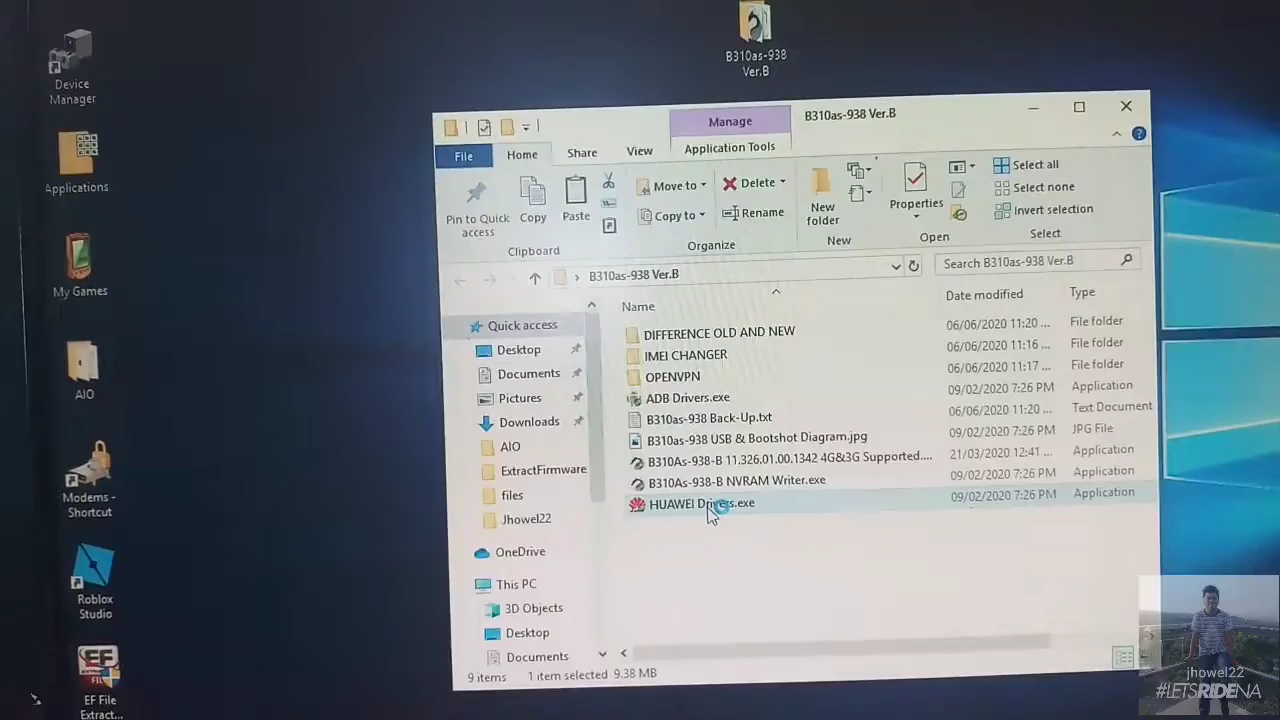 Device
Manager
Applications
My Games
AIO
Modems -
Shortcut
Roblox
Studio
EF File
Extract...
B310as-938
Ver.B
Manage
B310as-938 Ver.B
File
Home
Share
View
Application Tools
Pin to Quick
access
Copy
Paste
Clipboard
Move to
Copy to
Delete
Rename
Organize
New
folder
New
Properties
Open
Select all
Select none
Invert selection
Select
B310as-938 Ver.B
Search B310as-938 Ver.B
Quick access
Desktop
Documents
Pictures
Downloads
AIO
ExtractFirmware
files
Jhowel22
OneDrive
This PC
3D Objects
Desktop
Documents
Name
Date modified
Type
DIFFERENCE OLD AND NEW
06/06/2020 11:20 ...
File folder
IMEI CHANGER
06/06/2020 11:16 ...
File folder
OPENVPN
06/06/2020 11:17 ...
File folder
ADB Drivers.exe
09/02/2020 7:26 PM
Application
B310as-938 Back-Up.txt
06/06/2020 11:20 ...
Text Document
B310as-938 USB & Bootshot Diagram.jpg
09/02/2020 7:26 PM
JPG File
B310As-938-B 11.326.01.00.1342 4G&3G Supported....
21/03/2020 12:41 ...
Application
B310As-938-B NVRAM Writer.exe
09/02/2020 7:26 PM
Application
HUAWEI Drivers.exe
09/02/2020 7:26 PM
Application
9 items
1 item selected 9.38 MB
jhowel22
#LETSRIDENA